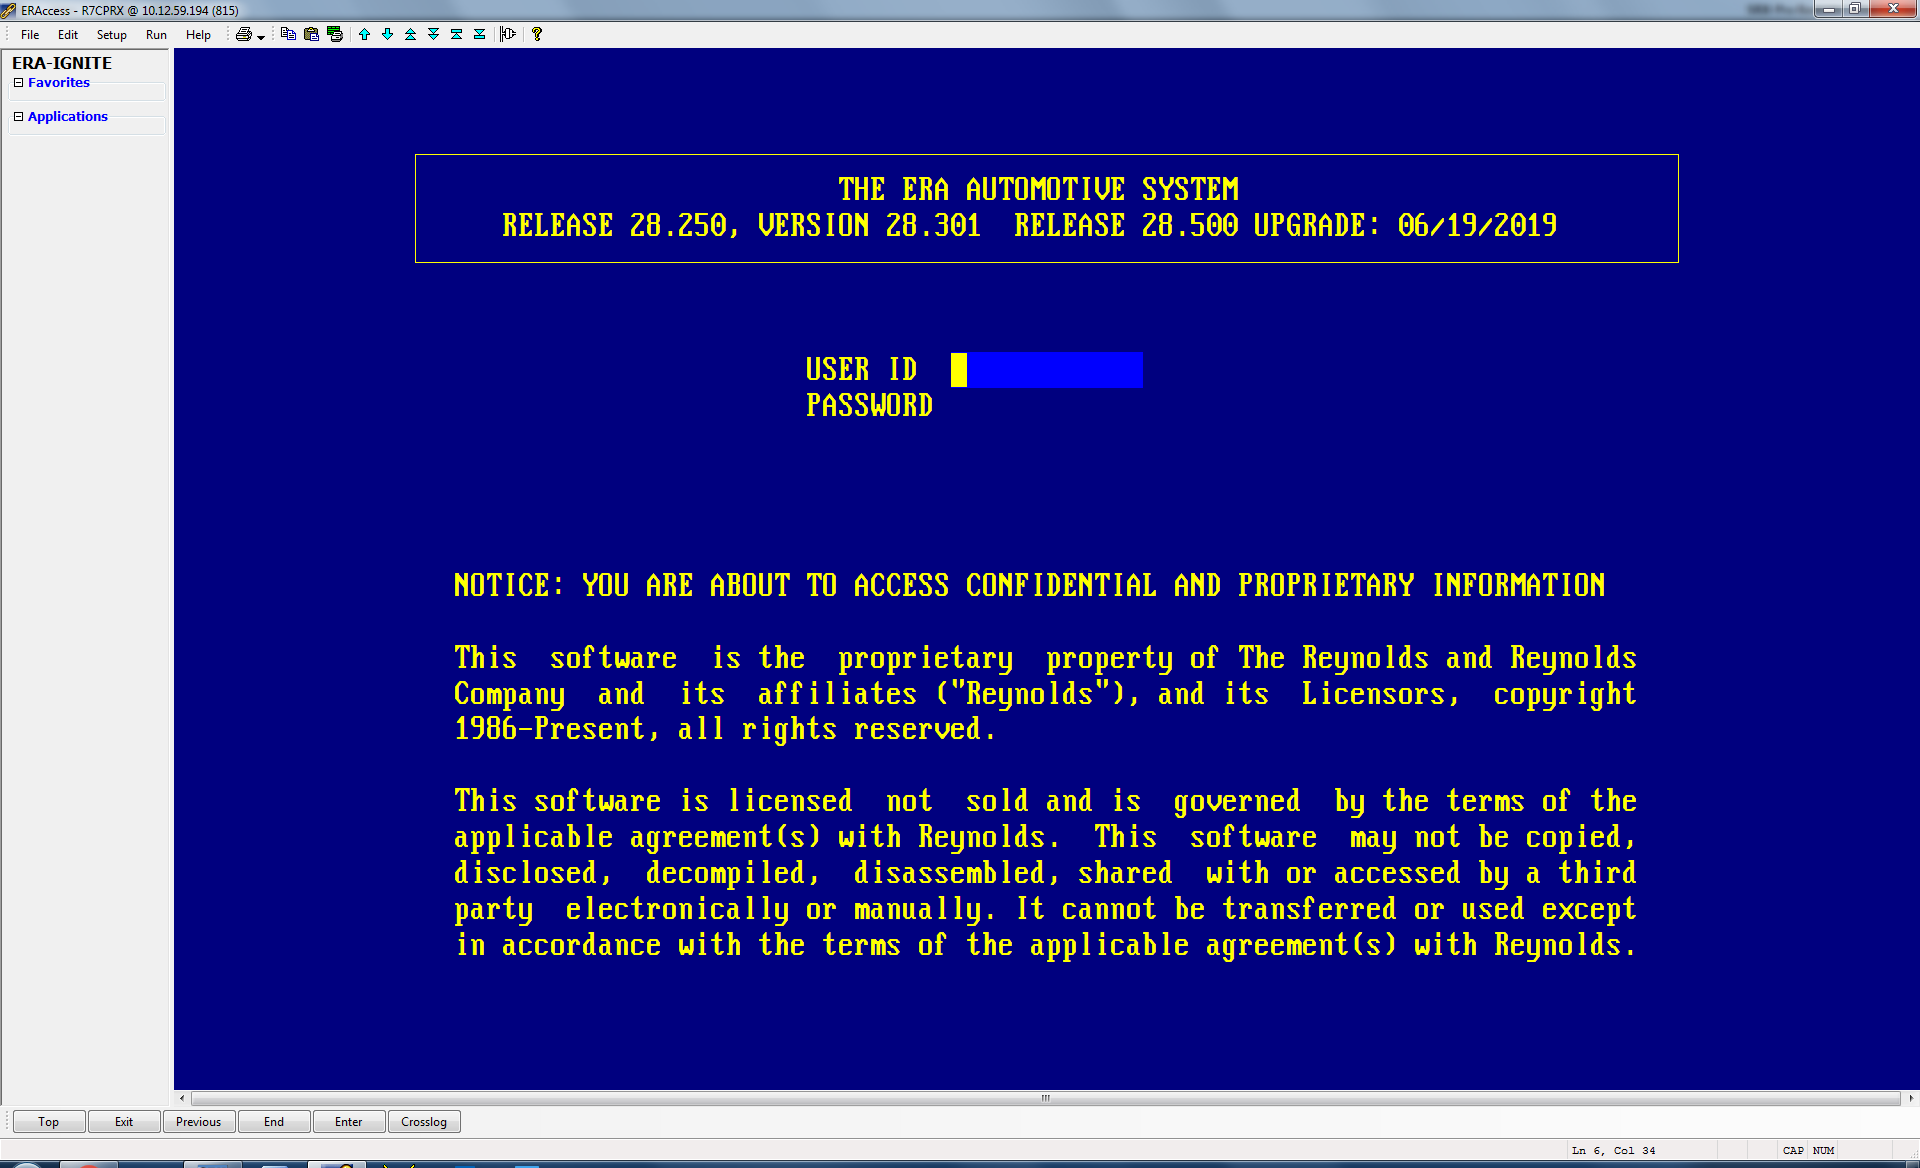 ERAccess - R7CPRX @ 10.12.59.194 (815)
File Edit Setup Run Help
ERA-IGNITE
Favorites
Applications
THE ERA AUTOMOTIVE SYSTEM
RELEASE 28.250, VERSION 28.301 RELEASE 28.500 UPGRADE: 06/19/2019
USER ID
PASSWORD
NOTICE: YOU ARE ABOUT TO ACCESS CONFIDENTIAL AND PROPRIETARY INFORMATION
This software is the proprietary property of The Reynolds and Reynolds
Company and its affiliates ("Reynolds"), and its Licensors, copyright
1986-Present, all rights reserved.
This software is licensed not sold and is governed by the terms of the
applicable agreement(s) with Reynolds. This software may not be copied,
disclosed, decompiled, disassembled, shared with or accessed by a third
party electronically or manually. It cannot be transferred or used except
in accordance with the terms of the applicable agreement(s) with Reynolds.
Top Exit Previous End Enter Crosslog
Ln 6, Col 34 CAP NUM